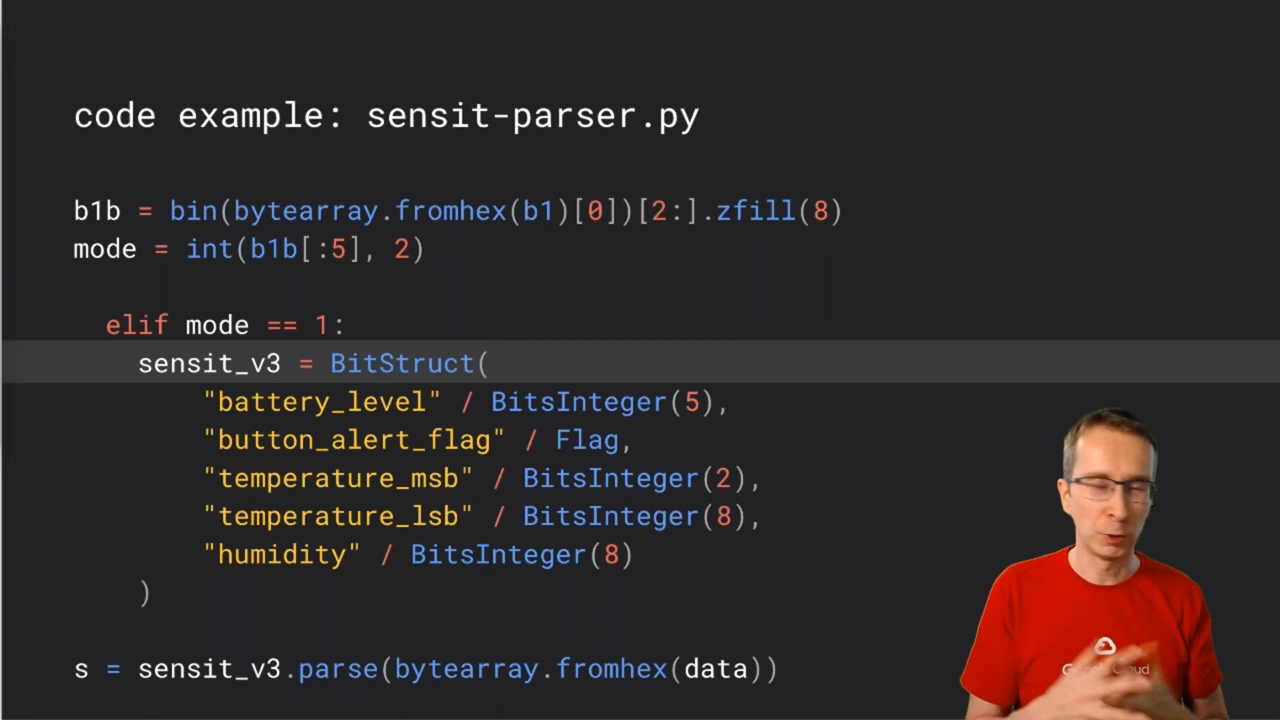 code example: sensit-parser.py
b1b = bin(bytearray.fromhex(b1)[0])[2:].zfill(8)
mode = int(b1b[:5], 2)
elif mode == 1:
sensit_v3 = BitStruct(
"battery_level" / BitsInteger(5),
"button_alert_flag" / Flag,
"temperature_msb" / BitsInteger(2),
"temperature_lsb" / BitsInteger(8),
"humidity" / BitsInteger(8)
)
s = sensit_v3.parse(bytearray.fromhex(data))